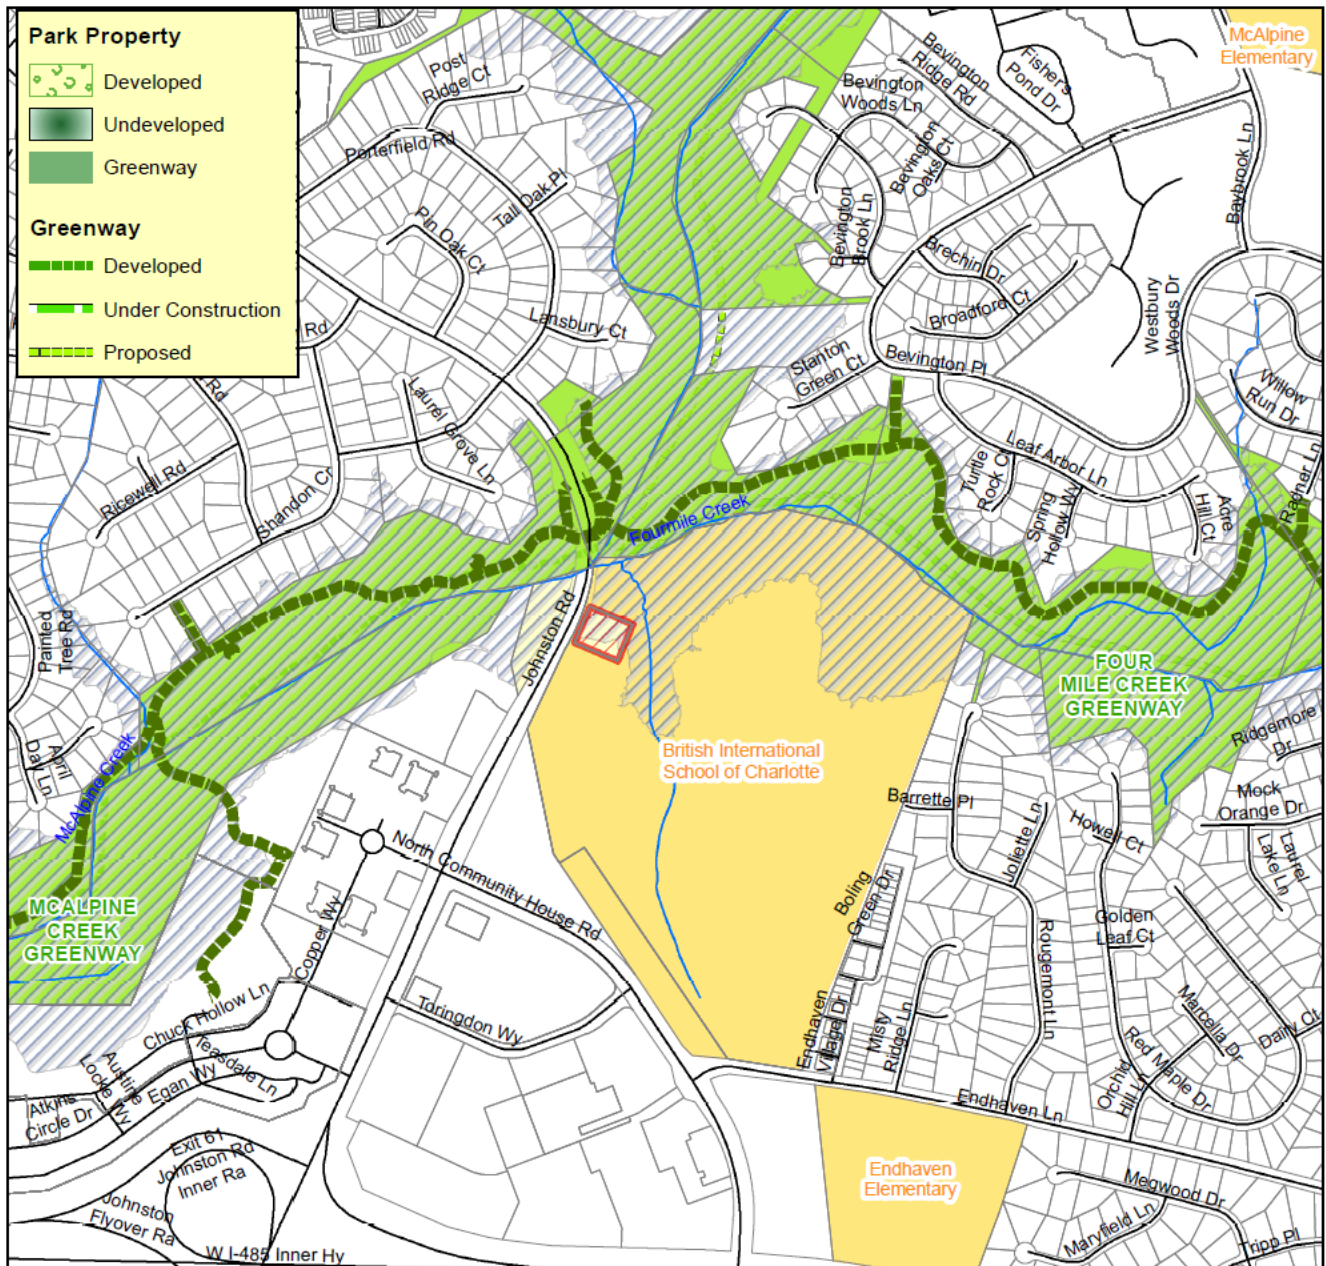 Park Property
Developed
Undeveloped
Greenway
Greenway
Developed
Under Construction
Proposed
McAlpine
Elementary
Post
Ridge Ct
Porterfield Rd
Tall Oak Pl
Pin Oak Ct
Lansbury Ct
Rd
Rd
Laurel Grove Ln
Ricewell Rd
Shandon Cr
Bevington
Ridge Rd
Bevington
Woods Ln
Fisher's
Pond Dr
Bevington
Oaks Ct
Bevington
Brook Ln
Brechin Dr
Broadford Ct
Baybrook Ln
Westbury
Woods Dr
Stanton
Green Ct
Bevington Pl
Willow
Run Dr
Leaf Arbor Ln
Turtle
Rock Ct
Spring
Hollow Wy
Acre
Hill Ct
Radner Ln
Fourmile Creek
Painted
Tree Rd
Johnston Rd
FOUR
MILE CREEK
GREENWAY
April
Day Ln
McAlpine Creek
British International
School of Charlotte
Ridgemore
Dr
Mock
Orange Dr
Laurel
Lake Ln
Barrette Pl
Joliette Ln
Howell Ct
North Community House Rd
Boling
Green Dr
MCALPINE
CREEK
GREENWAY
Copper Wy
Golden
Leaf Ct
Rougemont Ln
Chuck Hollow Ln
Toringdon Wy
Endhaven
Village Dr
Misty
Ridge Ln
Marcella Dr
Dairy Ct
Red Maple Dr
Orchid
Hill Ln
Teasdale Ln
Egan Wy
Austine
Locke Wy
Atkins
Circle Dr
Endhaven Ln
Exit 61
Johnston Rd
Inner Ra
Johnston
Flyover Ra
W I-485 Inner Hy
Endhaven
Elementary
Megwood Dr
Maryfield Ln
Tripp Pl